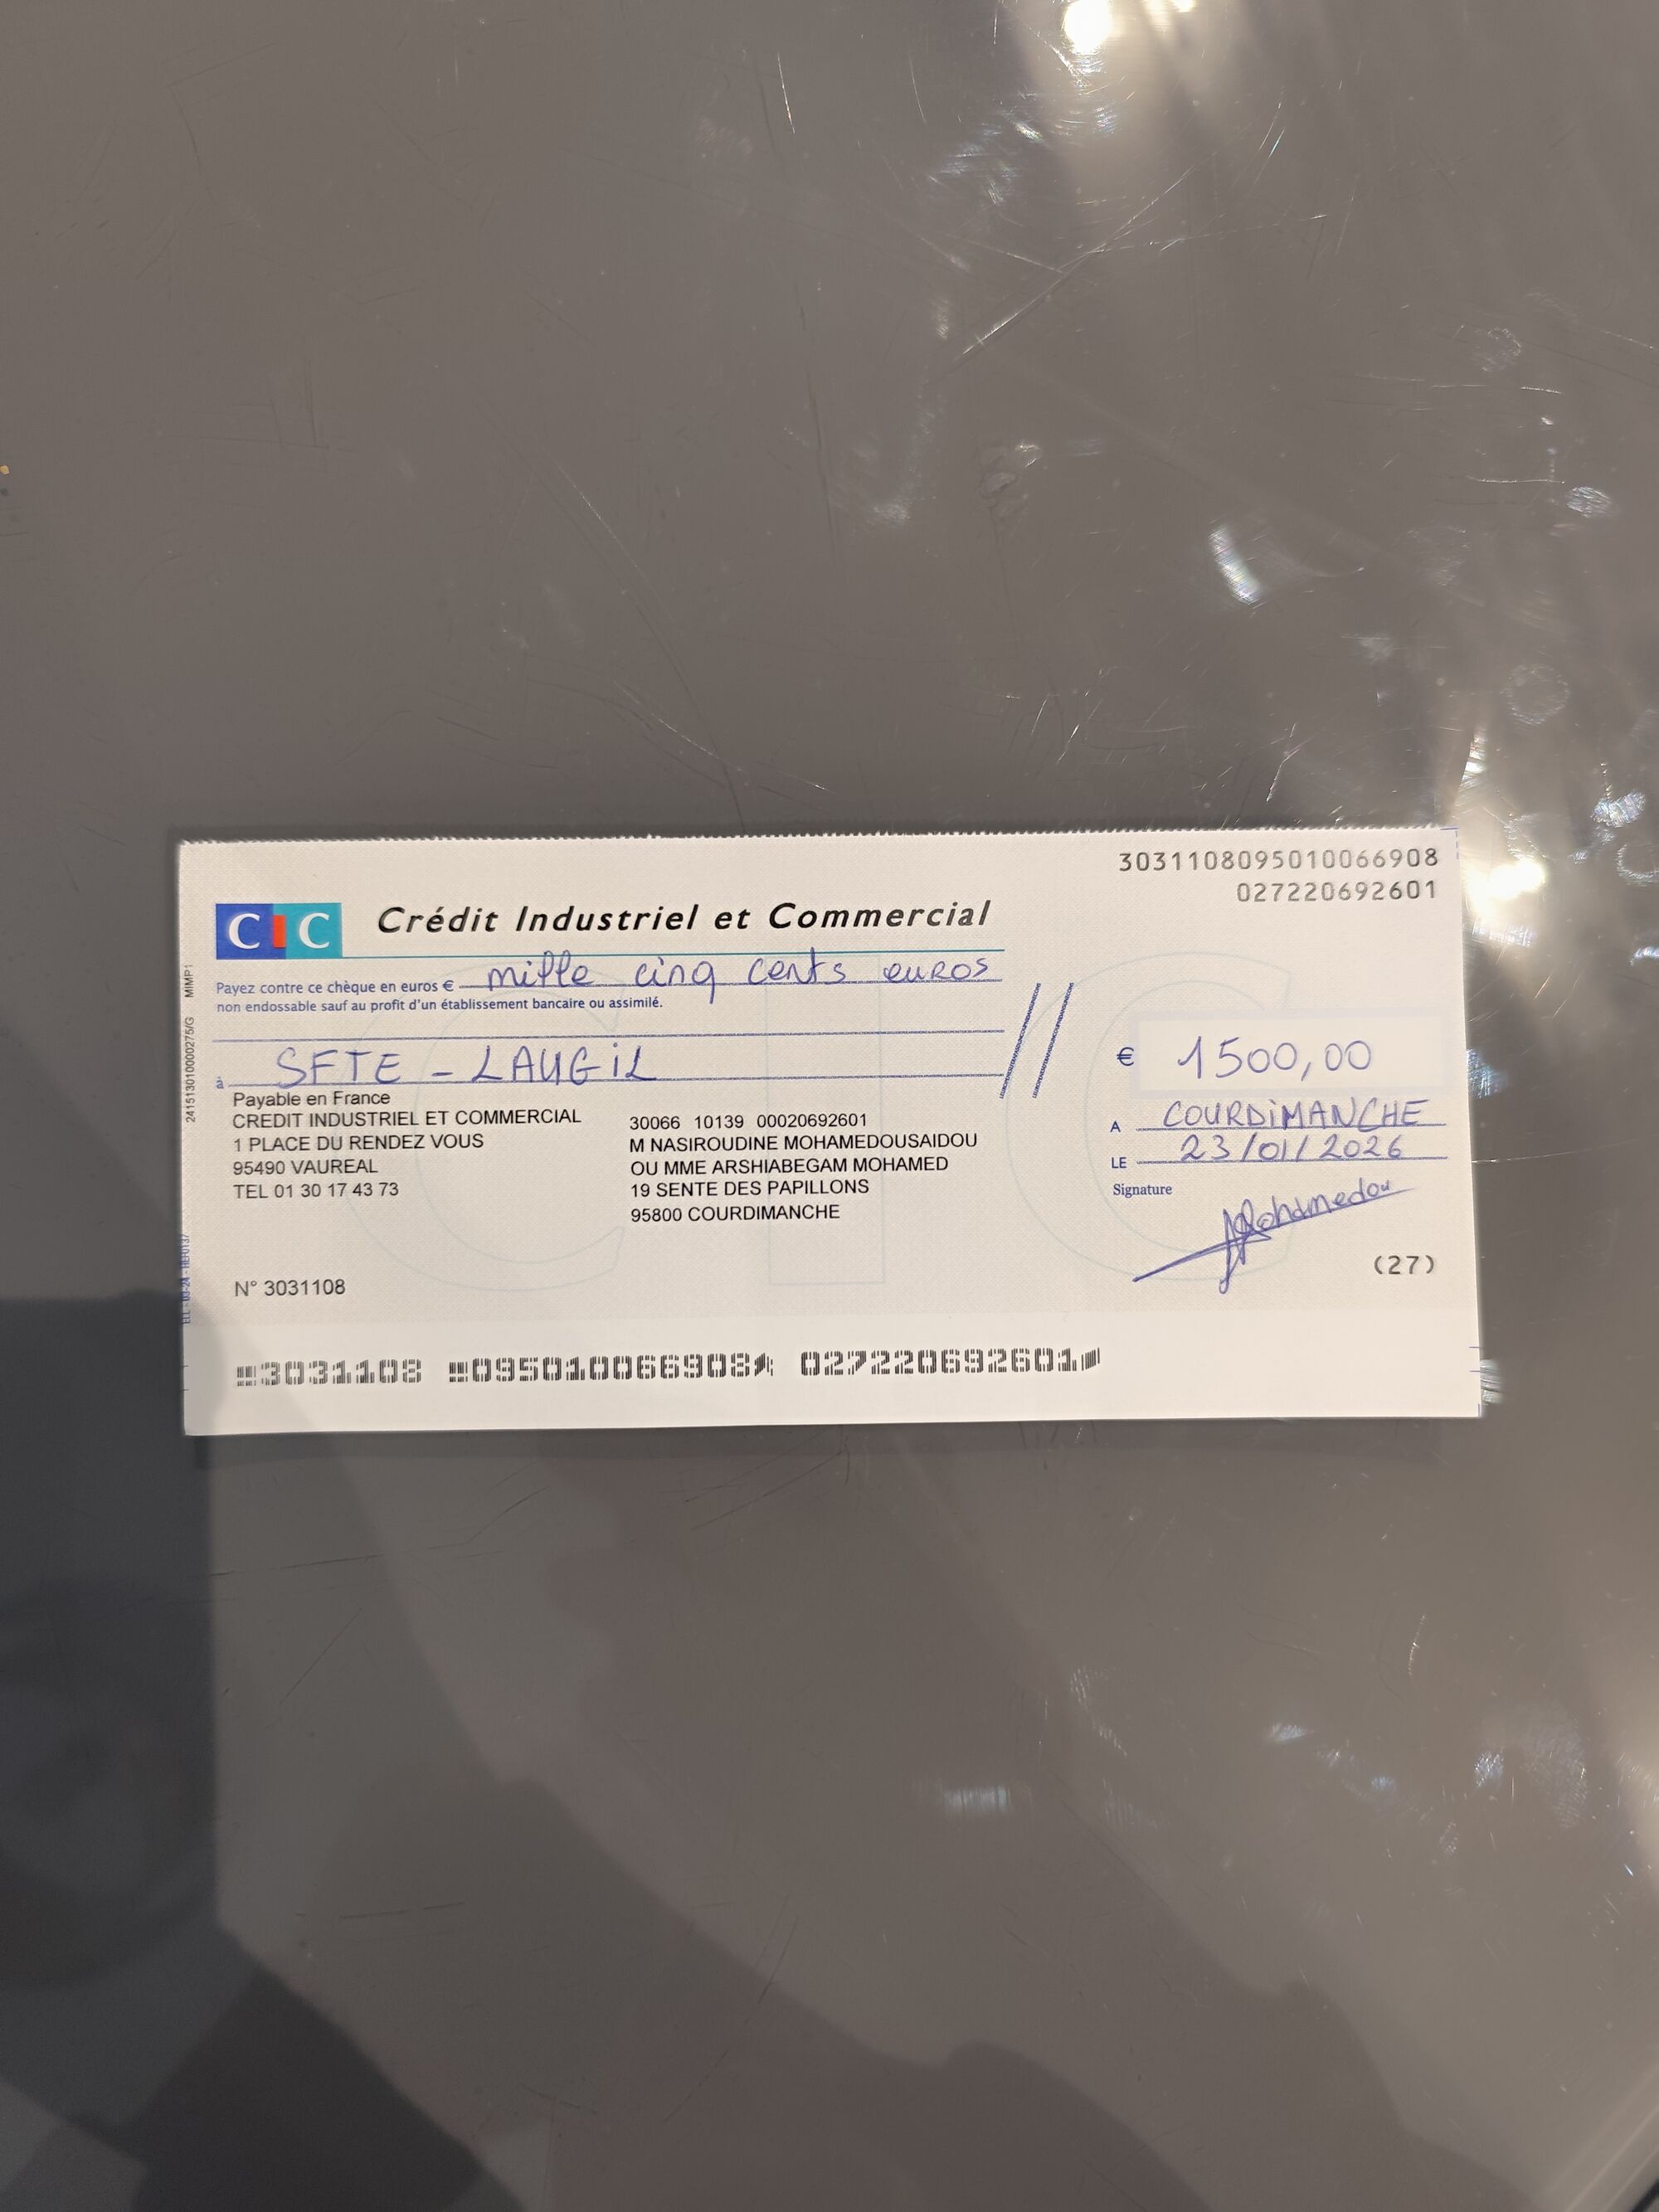 3031108095010066908
027220692601
CIC Crédit Industriel et Commercial
Payez contre ce chèque en euros € mille cinq cents euros
non endossable sauf au profit d'un établissement bancaire ou assimilé.
à SFTE - LAUGIL
€ 1500,00
Payable en France
CREDIT INDUSTRIEL ET COMMERCIAL
1 PLACE DU RENDEZ VOUS
95490 VAUREAL
TEL 01 30 17 43 73
30066 10139 00020692601
M NASIROUDINE MOHAMEDOUSAIDOU
OU MME ARSHIABEGAM MOHAMED
19 SENTE DES PAPILLONS
95800 COURDIMANCHE
A COURDIMANCHE
LE 23/01/2026
Signature
(27)
N° 3031108
3031108 095010066908 027220692601
MIMP1